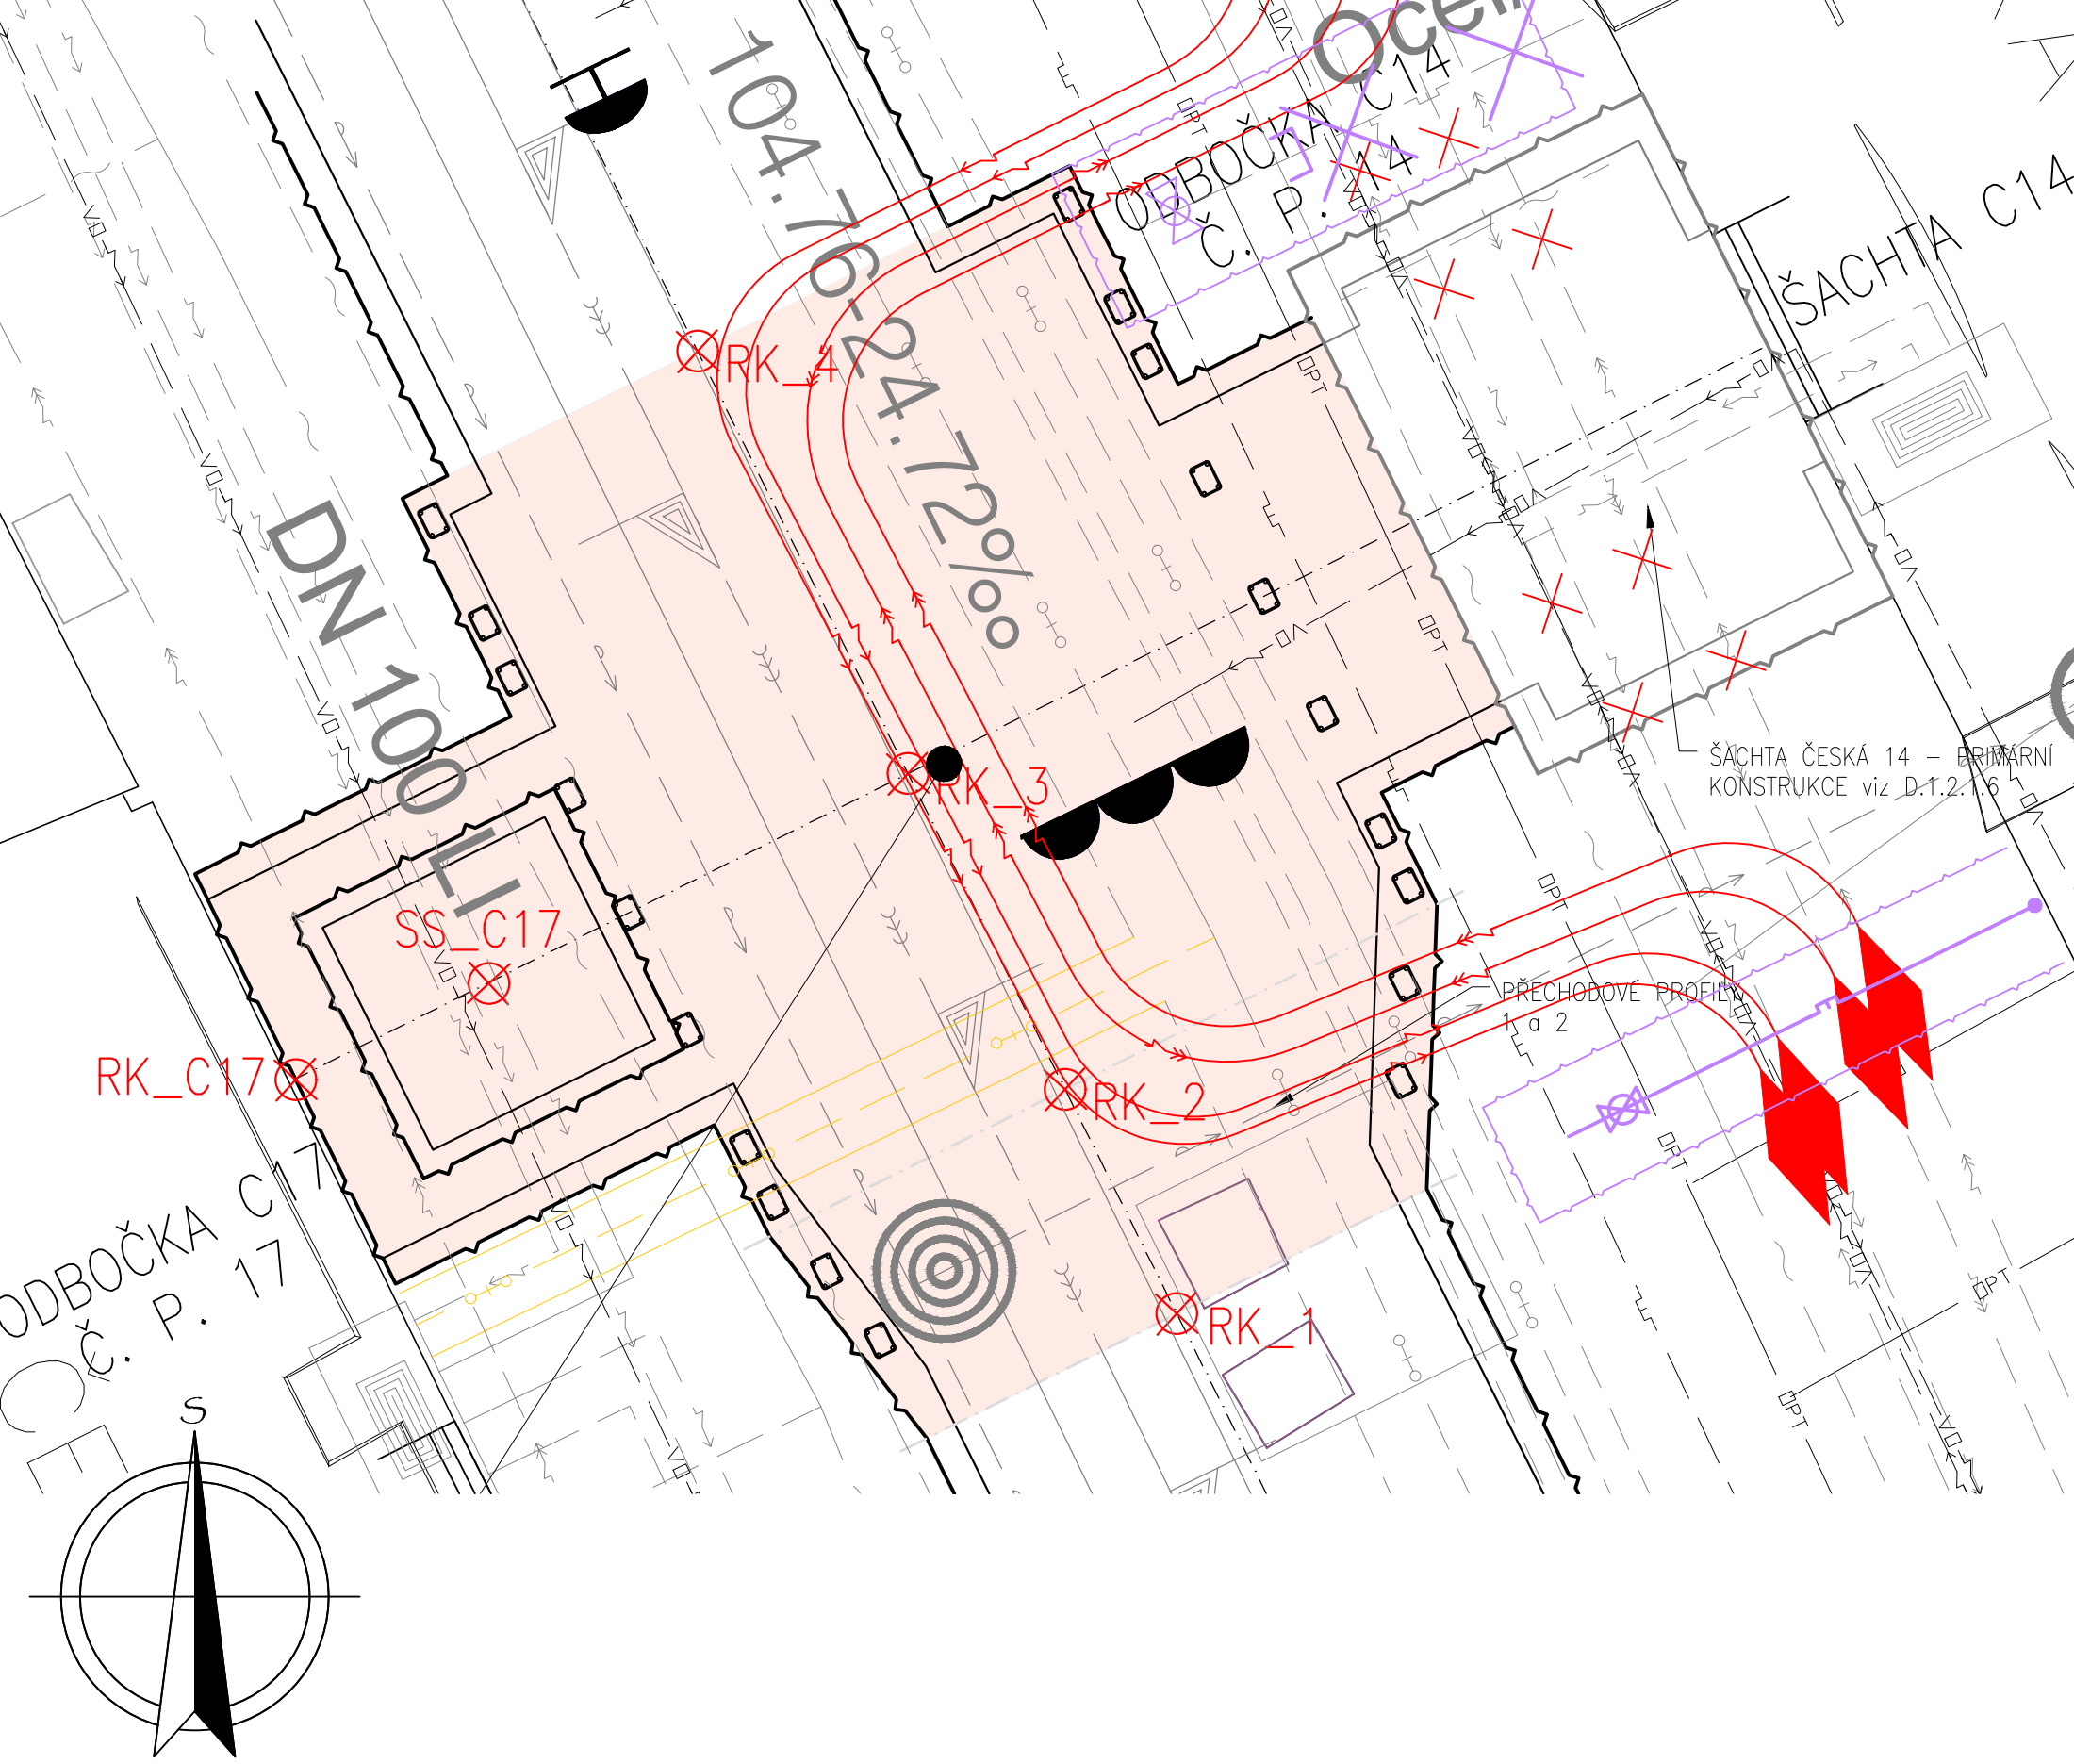 Ocel
104.76-24.72‰
ODBOČKA C14
Č. P. 14
ŠACHTA C14
RK_4
DN 100 LI
RK_3
ŠACHTA ČESKÁ 14 – PRIMÁRNÍ
KONSTRUKCE viz D.1.2.1.6
SS_C17
PŘECHODOVÉ PROFILY
1 a 2
RK_C17
RK_2
ODBOČKA C17
Č. P. 17
RK_1
S